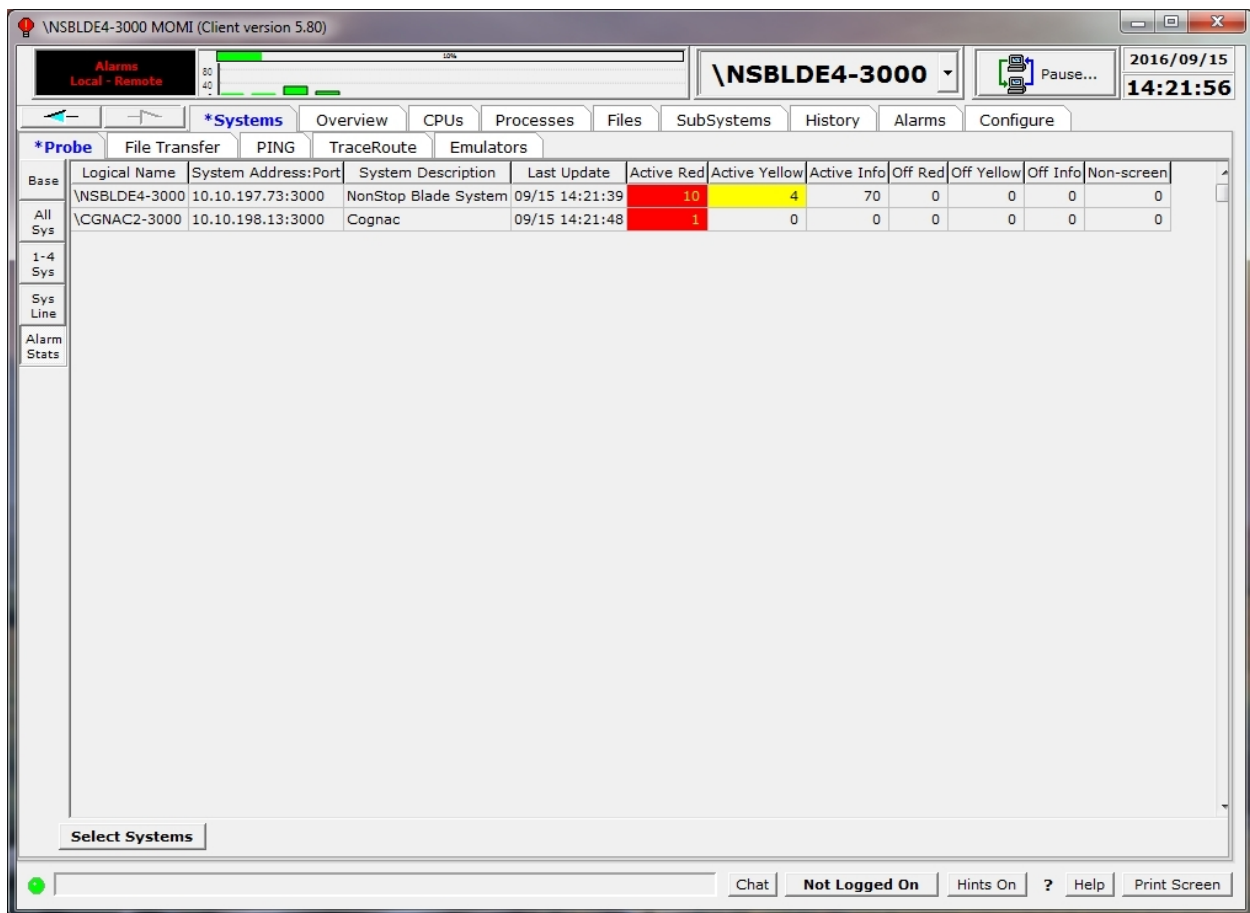 \NSBLDE4-3000 MOMI (Client version 5.80)
Alarms
Local - Remote
80
40
10%
\NSBLDE4-3000
Pause...
2016/09/15
14:21:56
*Systems Overview CPUs Processes Files SubSystems History Alarms Configure
*Probe File Transfer PING TraceRoute Emulators
Base
All
Sys
1-4
Sys
Sys
Line
Alarm
Stats
Logical Name System Address:Port System Description Last Update Active Red Active Yellow Active Info Off Red Off Yellow Off Info Non-screen
\NSBLDE4-3000 10.10.197.73:3000 NonStop Blade System 09/15 14:21:39 10 4 70 0 0 0 0
\CGNAC2-3000 10.10.198.13:3000 Cognac 09/15 14:21:48 1 0 0 0 0 0 0
Select Systems
Chat Not Logged On Hints On ? Help Print Screen